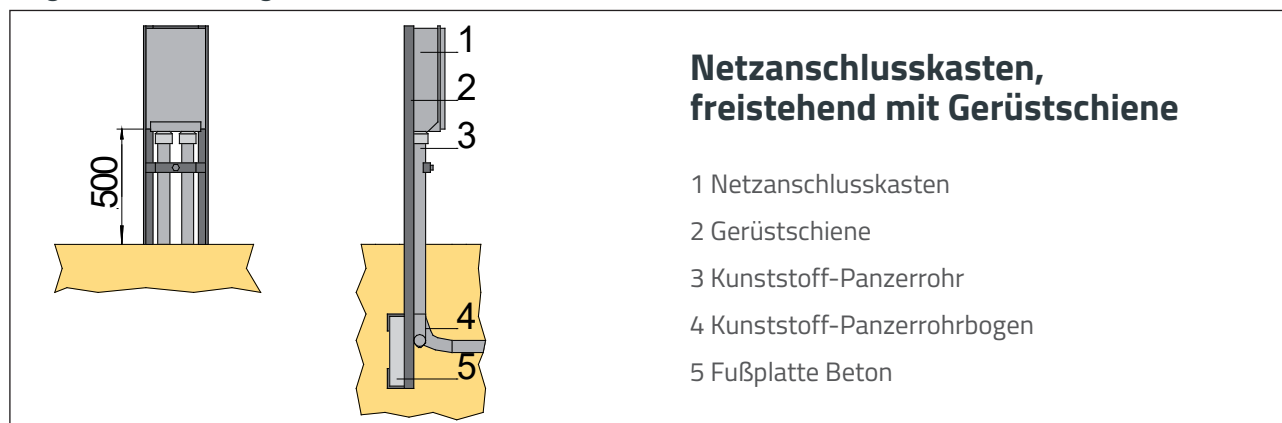 500
1
2
3
4
5
Netzanschlusskasten,
freistehend mit Gerüstschiene
1 Netzanschlusskasten
2 Gerüstschiene
3 Kunststoff-Panzerrohr
4 Kunststoff-Panzerrohrbogen
5 Fußplatte Beton